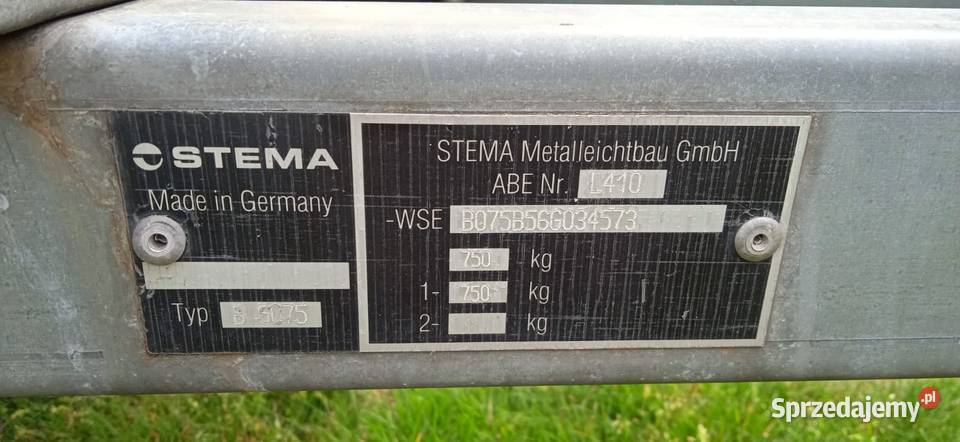 STEMA
Made in Germany
Typ
STEMA Metalleichtbau GmbH
ABE Nr. L410
-WSE B075B56G034573
750 kg
1- 750 kg
2- kg
Sprzedajemy.pl